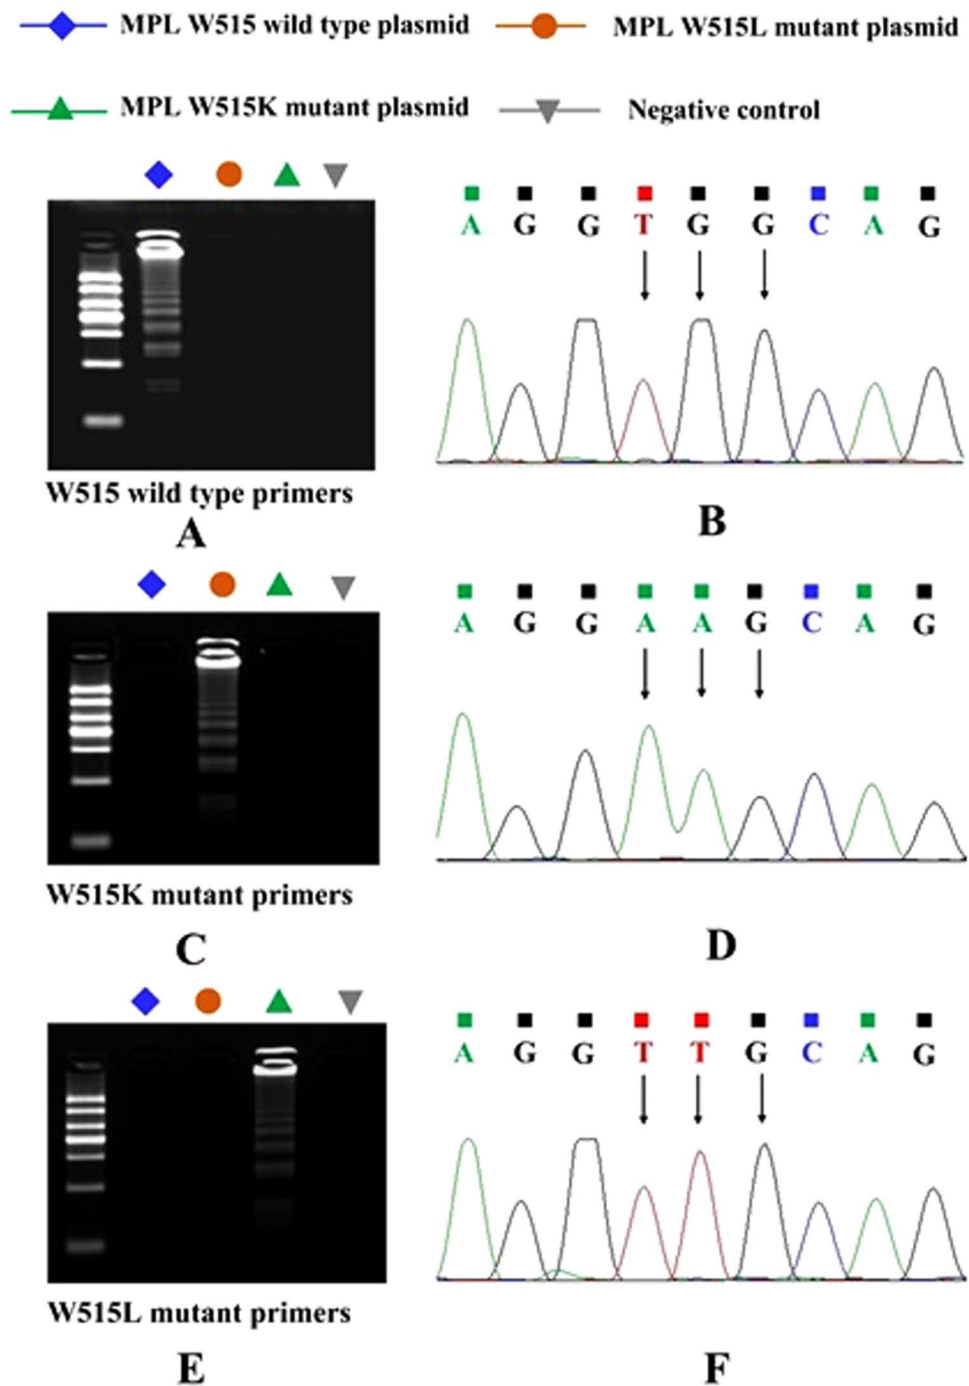 MPL W515 wild type plasmid
MPL W515L mutant plasmid
MPL W515K mutant plasmid
Negative control
A G G T G G C A G
W515 wild type primers
A
B
A G G A A G C A G
W515K mutant primers
C
D
A G G T T G C A G
W515L mutant primers
E
F